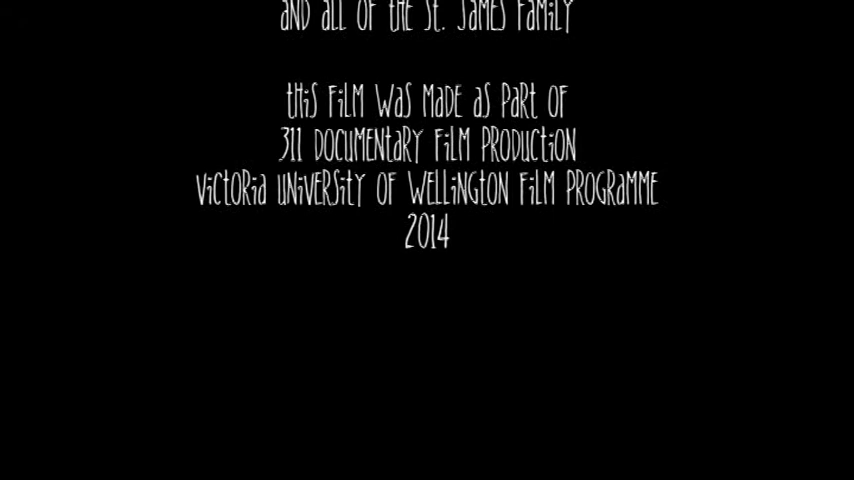 and all of the St. James Family
this Film was made as part of
311 Documentary Film Production
Victoria University of Wellington Film Programme
2014